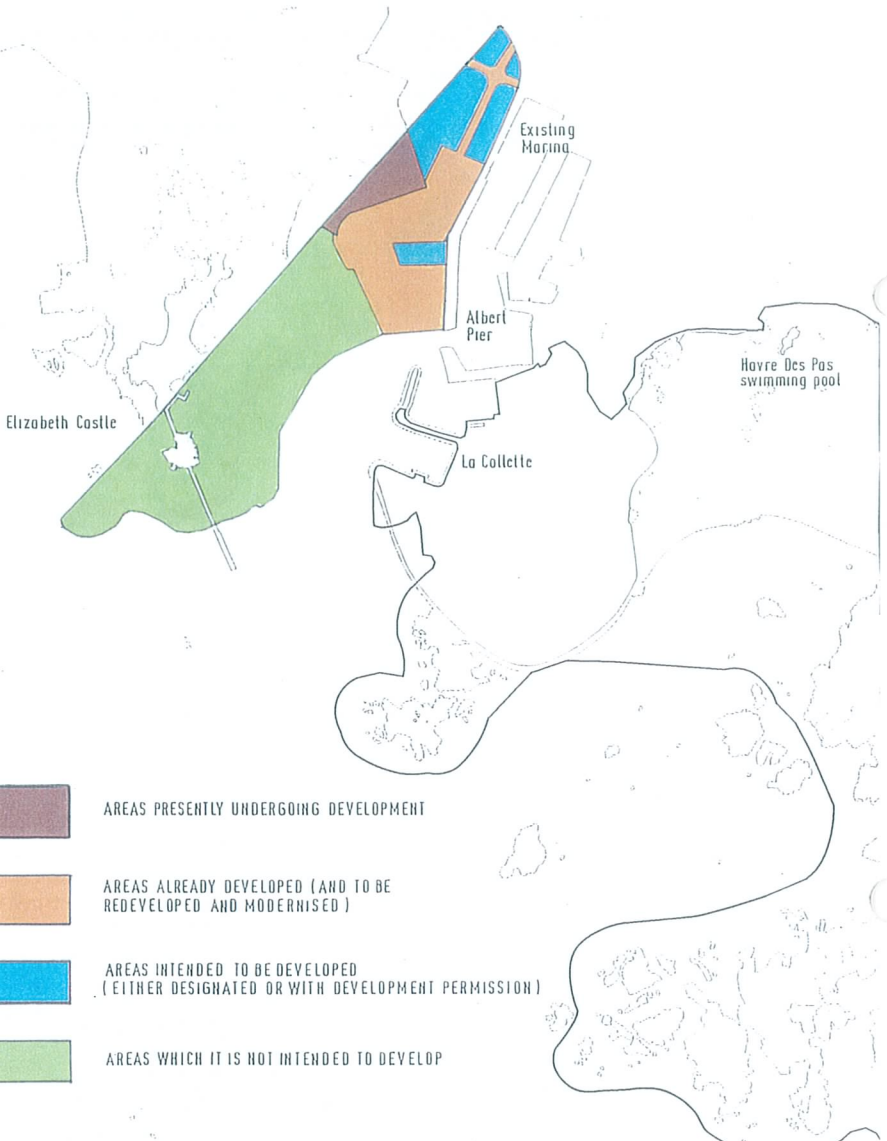 Existing
Marina
Albert
Pier
Havre Des Pas
swimming pool
Elizabeth Castle
La Collette
AREAS PRESENTLY UNDERGOING DEVELOPMENT
AREAS ALREADY DEVELOPED (AND TO BE
REDEVELOPED AND MODERNISED)
AREAS INTENDED TO BE DEVELOPED
(EITHER DESIGNATED OR WITH DEVELOPMENT PERMISSION)
AREAS WHICH IT IS NOT INTENDED TO DEVELOP